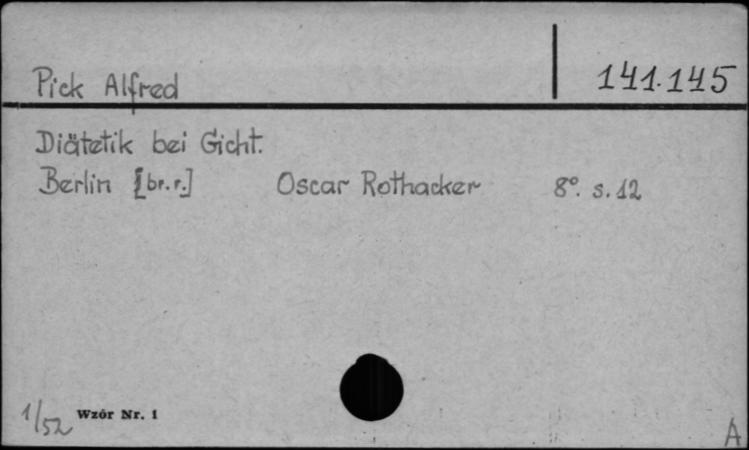 Pick Alfred 141.145
Diätetik bei Gicht.
Berlin [br.r.] Oscar Rothacker 8°. s. 12
1/52 Wzór Nr. 1
A